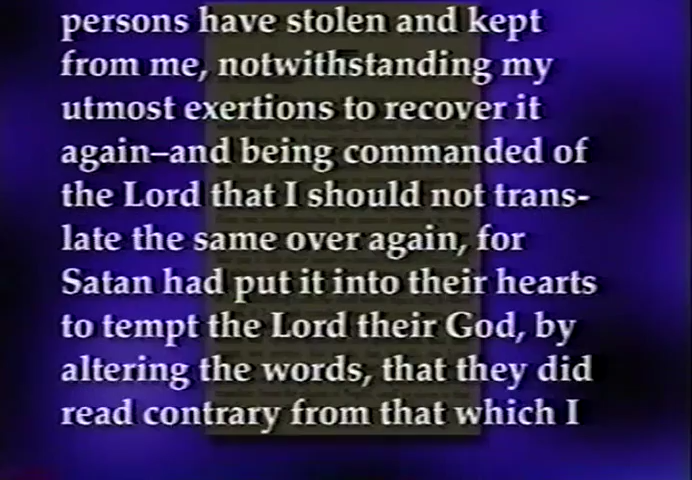 persons have stolen and kept
from me, notwithstanding my
utmost exertions to recover it
again–and being commanded of
the Lord that I should not trans-
late the same over again, for
Satan had put it into their hearts
to tempt the Lord their God, by
altering the words, that they did
read contrary from that which I